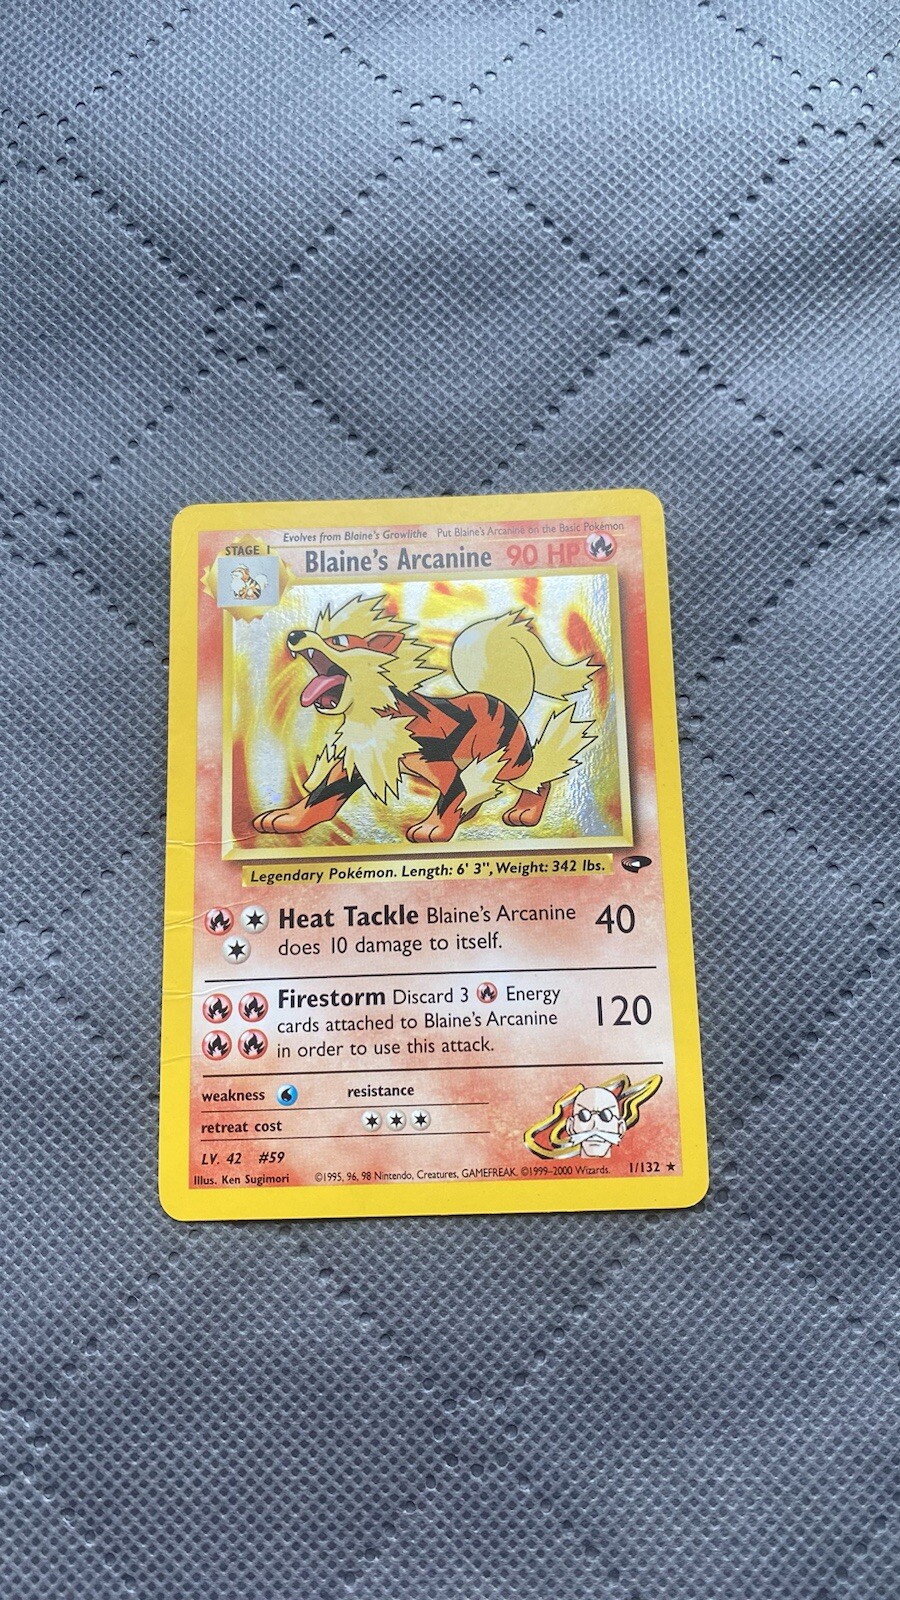 Evolves from Blaine's Growlithe Put Blaine's Arcanine on the Basic Pokémon
STAGE 1
Blaine's Arcanine 90 HP
Legendary Pokémon. Length: 6' 3", Weight: 342 lbs.
Heat Tackle Blaine's Arcanine 40
does 10 damage to itself.
Firestorm Discard 3 Energy 120
cards attached to Blaine's Arcanine
in order to use this attack.
weakness resistance
retreat cost
LV. 42 #59
Illus. Ken Sugimori ©1995, 96, 98 Nintendo, Creatures, GAMEFREAK. ©1999–2000 Wizards. 1/132 ★